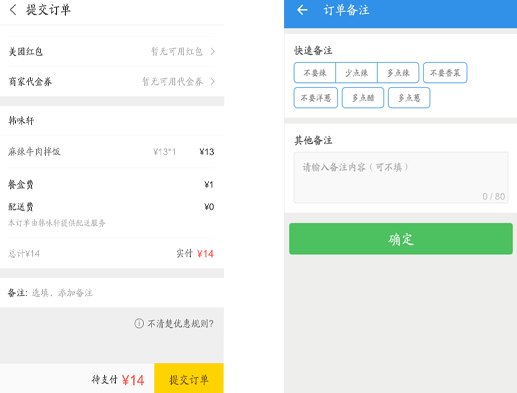 提交订单
美团红包 暂无可用红包
商家代金券 暂无可用代金券
韩味轩
麻辣牛肉拌饭 ¥13*1 ¥13
餐盒费 ¥1
配送费 ¥0
本订单由韩味轩提供配送服务
总计¥14 实付 ¥14
备注: 选填、添加备注
不清楚优惠规则?
待支付 ¥14 提交订单
订单备注
快速备注
不要辣 少点辣 多点辣 不要香菜
不要洋葱 多点醋 多点葱
其他备注
请输入备注内容（可不填）
0 / 80
确定